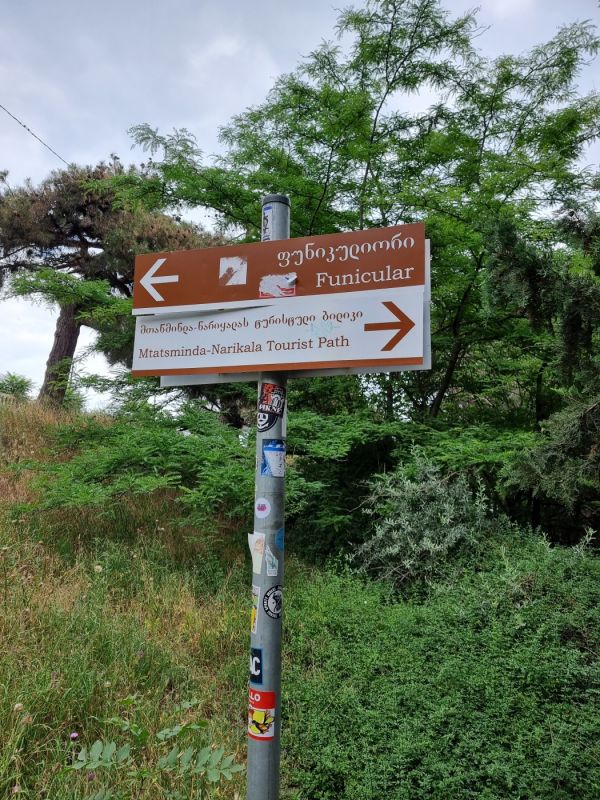 ფუნიკულიორი
Funicular
მთაწმინდა-ნარიყალას ტურისტული ბილიკი
Mtatsminda-Narikala Tourist Path